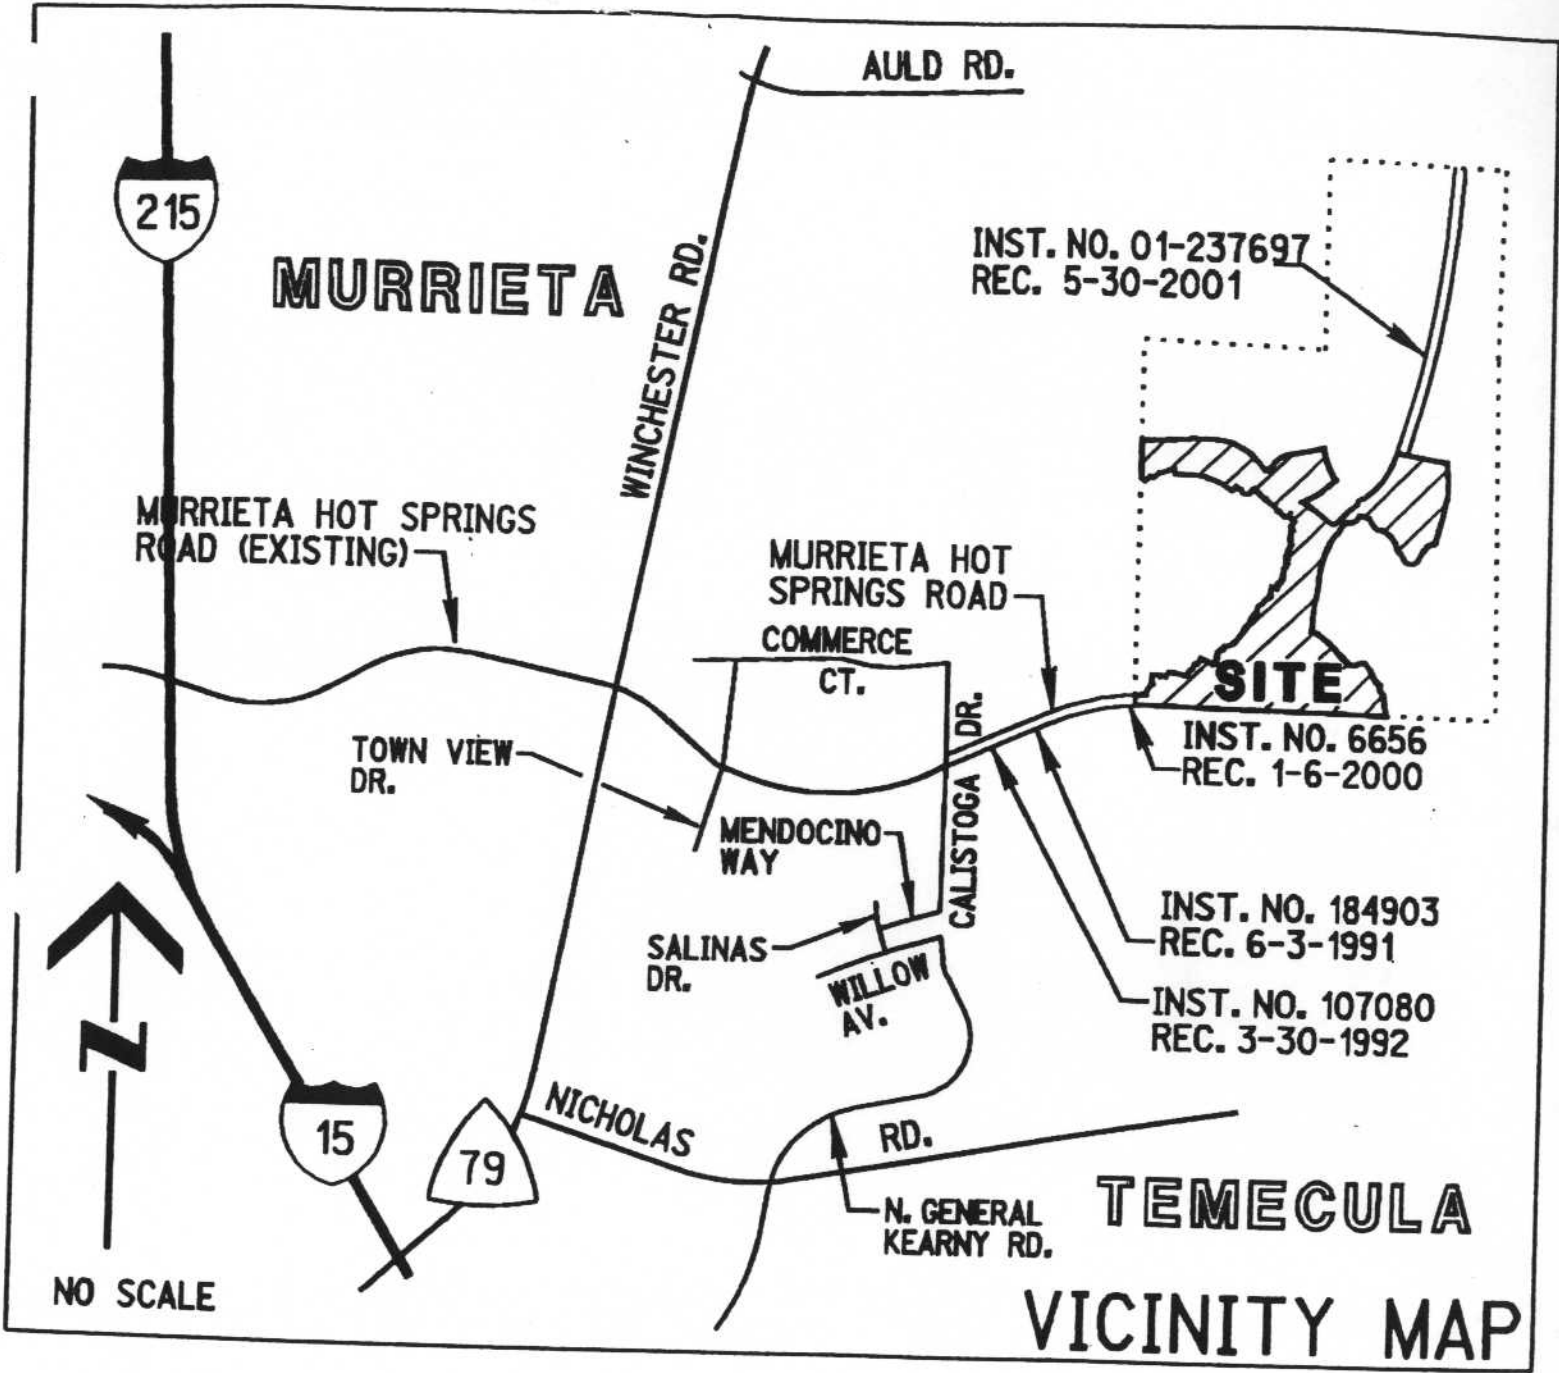 AULD RD.
215
MURRIETA
WINCHESTER RD.
INST. NO. 01-237697
REC. 5-30-2001
MURRIETA HOT SPRINGS
ROAD (EXISTING)
MURRIETA HOT
SPRINGS ROAD
COMMERCE
CT.
SITE
TOWN VIEW
DR.
CALISTOGA DR.
INST. NO. 6656
REC. 1-6-2000
MENDOCINO
WAY
SALINAS
DR.
WILLOW
AV.
INST. NO. 184903
REC. 6-3-1991
INST. NO. 107080
REC. 3-30-1992
N
15
79
NICHOLAS RD.
N. GENERAL
KEARNY RD.
TEMECULA
NO SCALE
VICINITY MAP